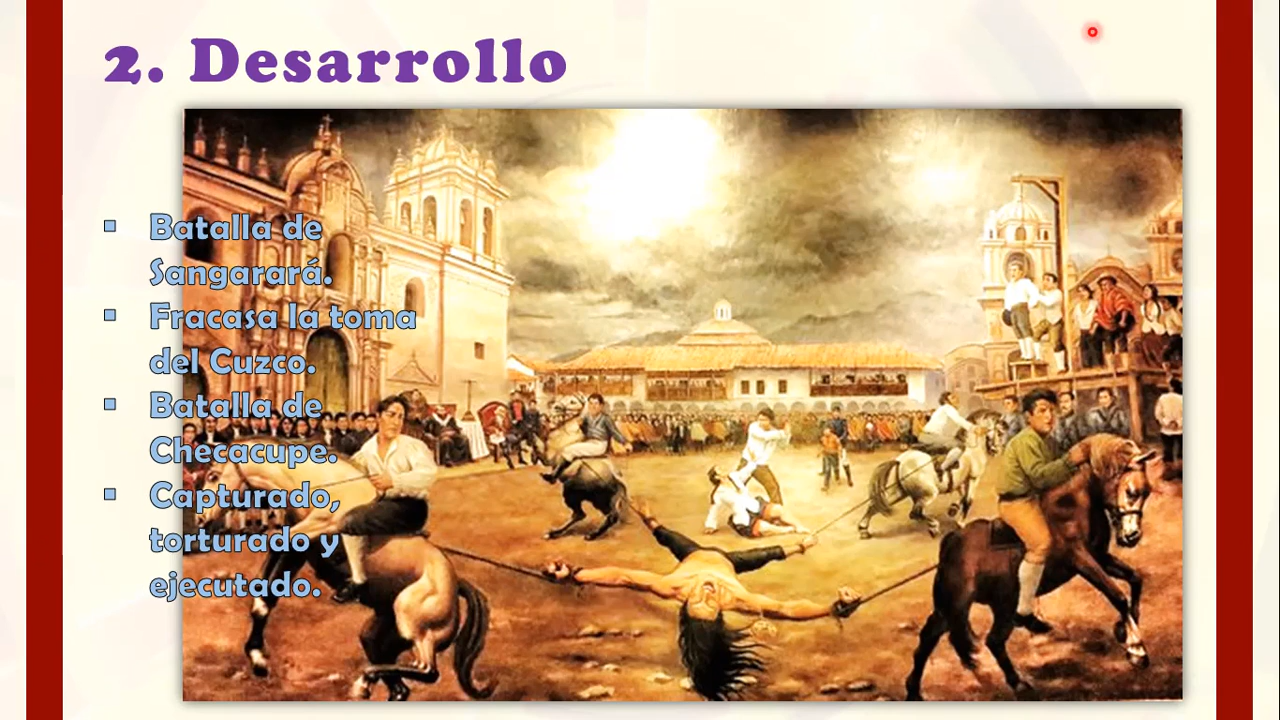 2. Desarrollo
▪ Batalla de
Sangarará.
▪ Fracasa la toma
del Cuzco.
▪ Batalla de
Checacupe.
▪ Capturado,
torturado y
ejecutado.